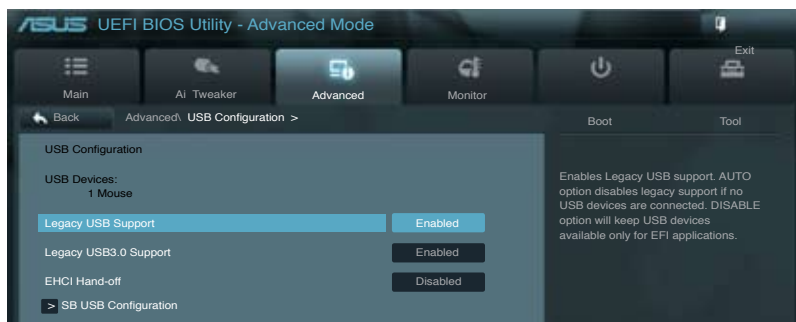 ASUS UEFI BIOS Utility - Advanced Mode
Exit
Main Ai Tweaker Advanced Monitor Boot Tool
Back Advanced\ USB Configuration >
USB Configuration
USB Devices:
1 Mouse
Legacy USB Support Enabled
Legacy USB3.0 Support Enabled
EHCI Hand-off Disabled
> SB USB Configuration
Enables Legacy USB support. AUTO
option disables legacy support if no
USB devices are connected. DISABLE
option will keep USB devices
available only for EFI applications.